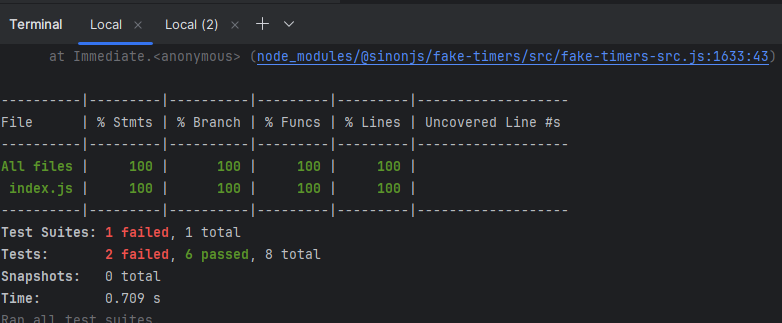 Terminal Local × Local (2) × + ∨
at Immediate.<anonymous> (node_modules/@sinonjs/fake-timers/src/fake-timers-src.js:1633:43)
----------|---------|----------|---------|---------|-------------------
File      | % Stmts | % Branch | % Funcs | % Lines | Uncovered Line #s
----------|---------|----------|---------|---------|-------------------
All files |     100 |      100 |     100 |     100 |
 index.js |     100 |      100 |     100 |     100 |
----------|---------|----------|---------|---------|-------------------
Test Suites: 1 failed, 1 total
Tests:       2 failed, 6 passed, 8 total
Snapshots:   0 total
Time:        0.709 s
Ran all test suites